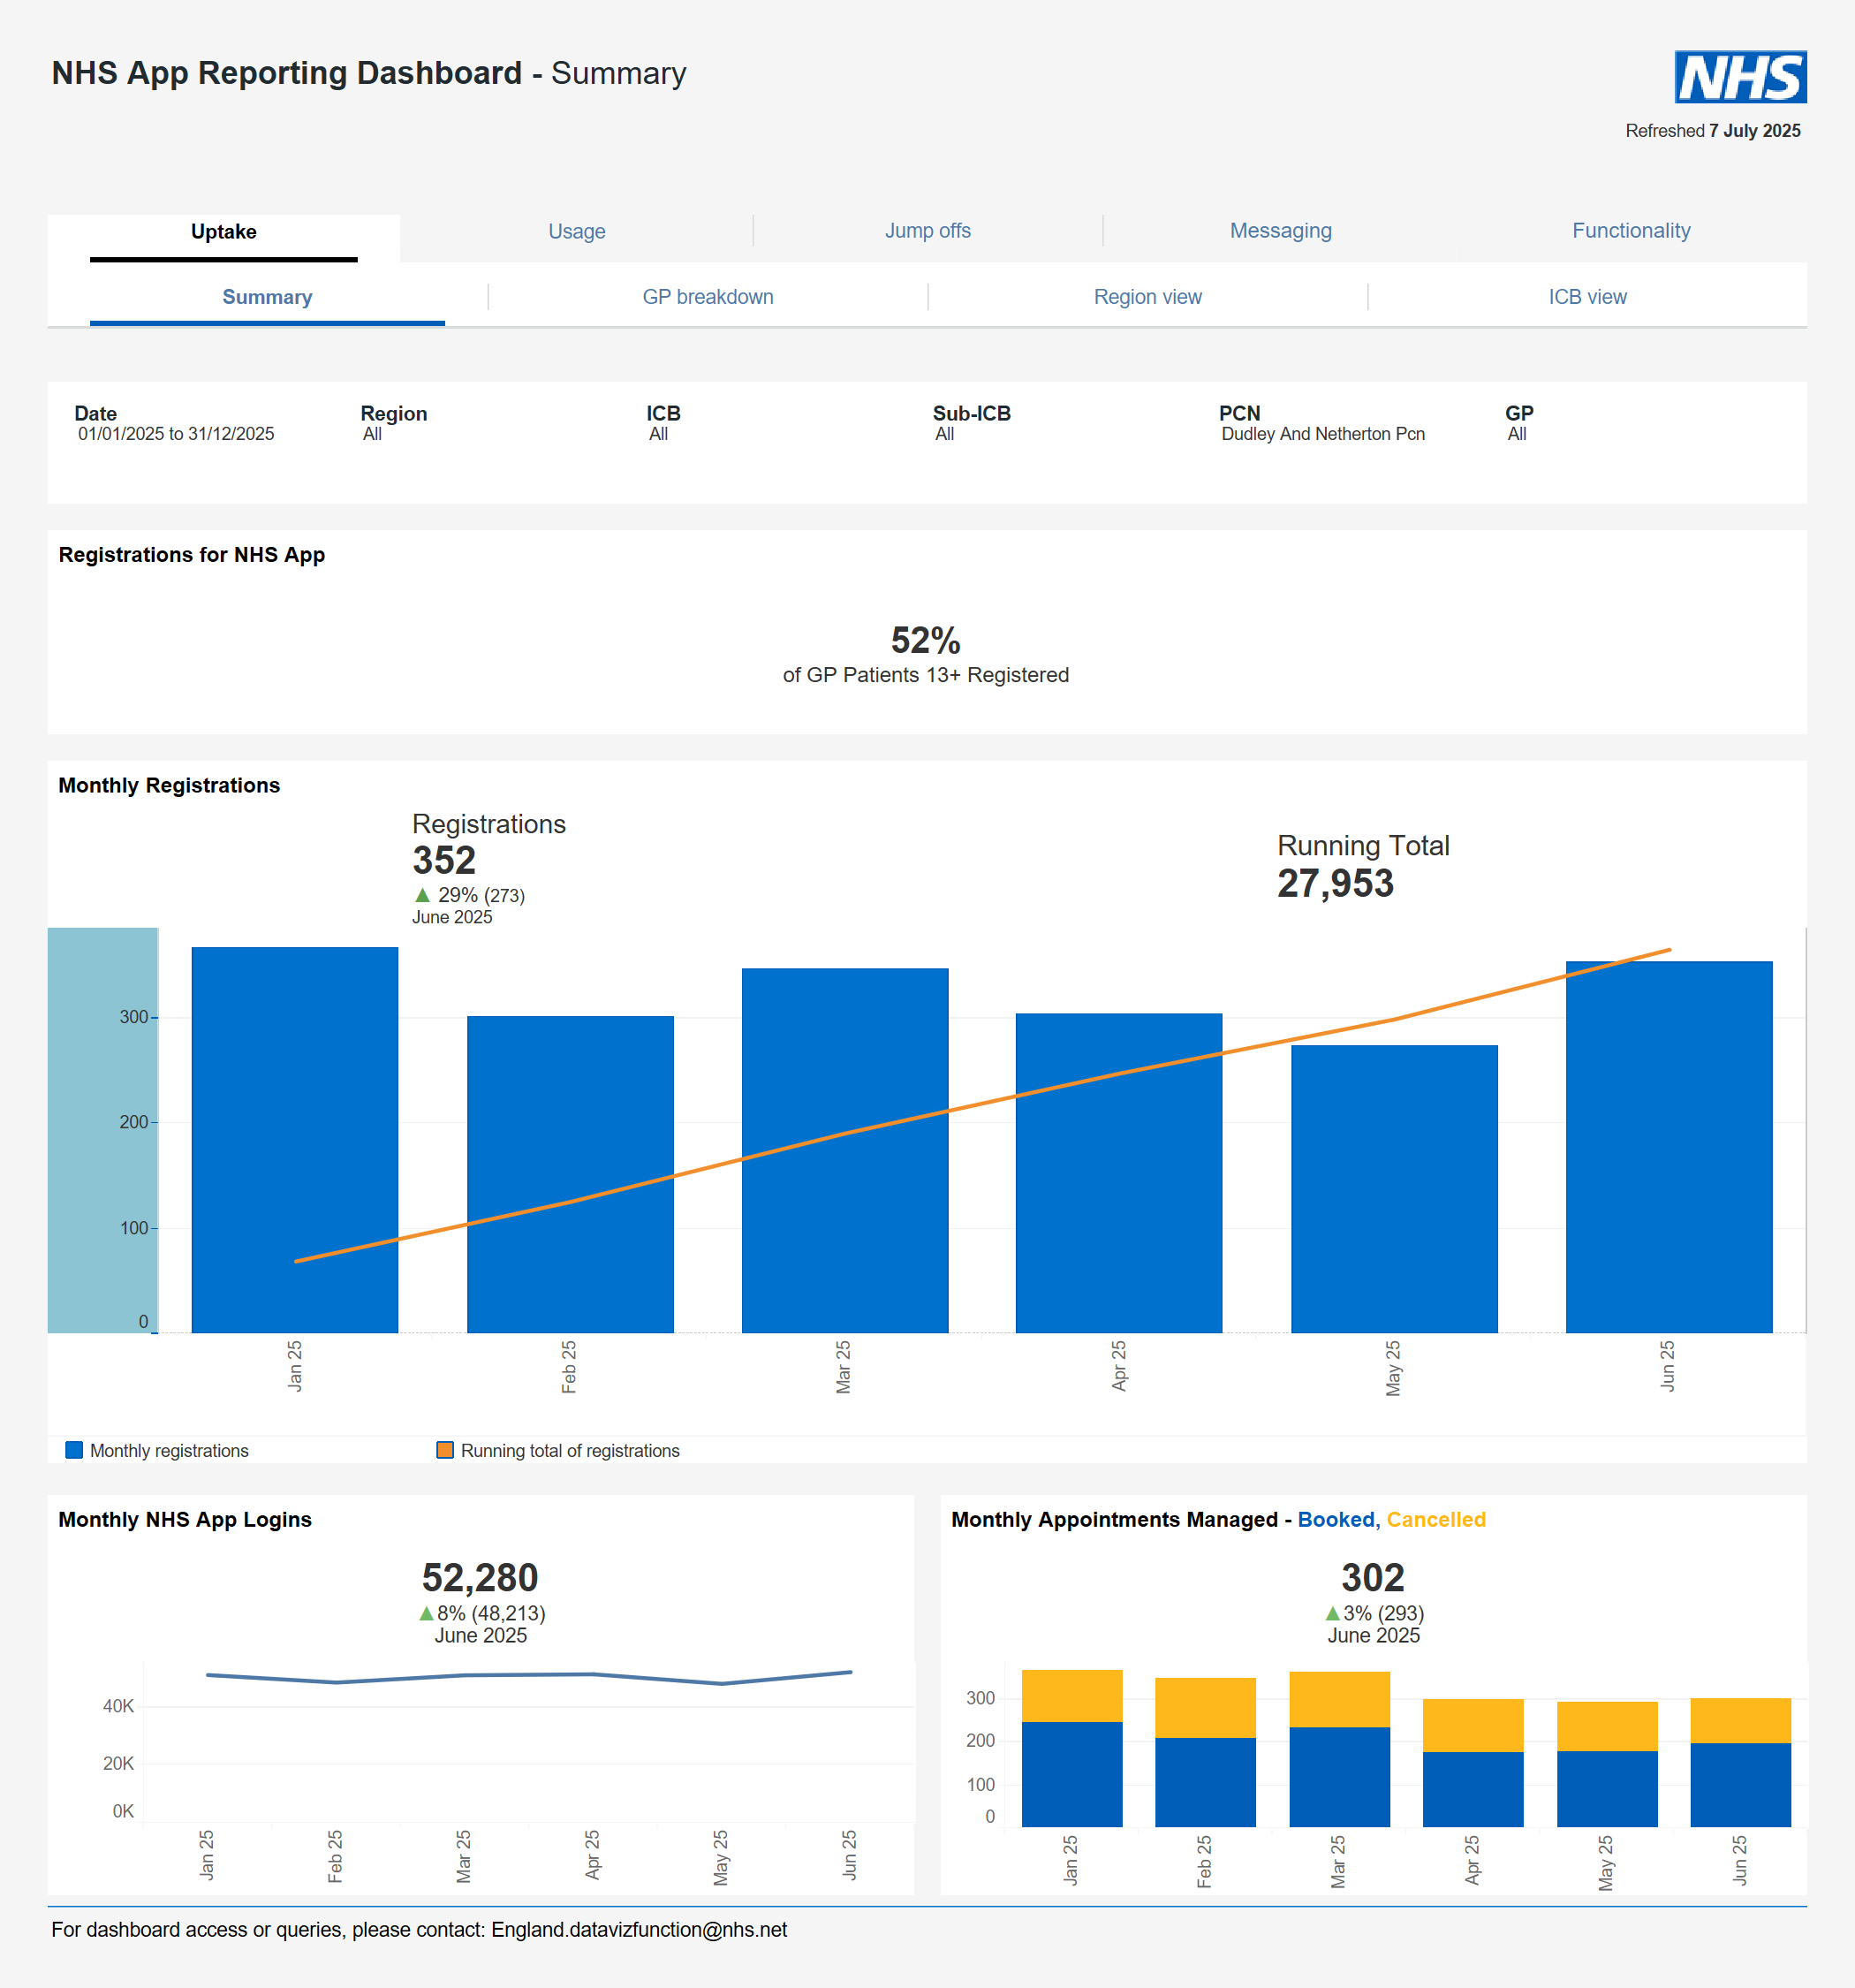 NHS App Reporting Dashboard - Summary
NHS
Refreshed 7 July 2025
Uptake
Usage
Jump offs
Messaging
Functionality
Summary
GP breakdown
Region view
ICB view
Date
01/01/2025 to 31/12/2025
Region
All
ICB
All
Sub-ICB
All
PCN
Dudley And Netherton Pcn
GP
All
Registrations for NHS App
52%
of GP Patients 13+ Registered
Monthly Registrations
Registrations
352
▲ 29% (273)
June 2025
Running Total
27,953
300
200
100
0
Jan 25
Feb 25
Mar 25
Apr 25
May 25
Jun 25
Monthly registrations
Running total of registrations
Monthly NHS App Logins
52,280
▲8% (48,213)
June 2025
40K
20K
0K
Jan 25
Feb 25
Mar 25
Apr 25
May 25
Jun 25
Monthly Appointments Managed - Booked, Cancelled
302
▲3% (293)
June 2025
300
200
100
0
Jan 25
Feb 25
Mar 25
Apr 25
May 25
Jun 25
For dashboard access or queries, please contact: England.datavizfunction@nhs.net